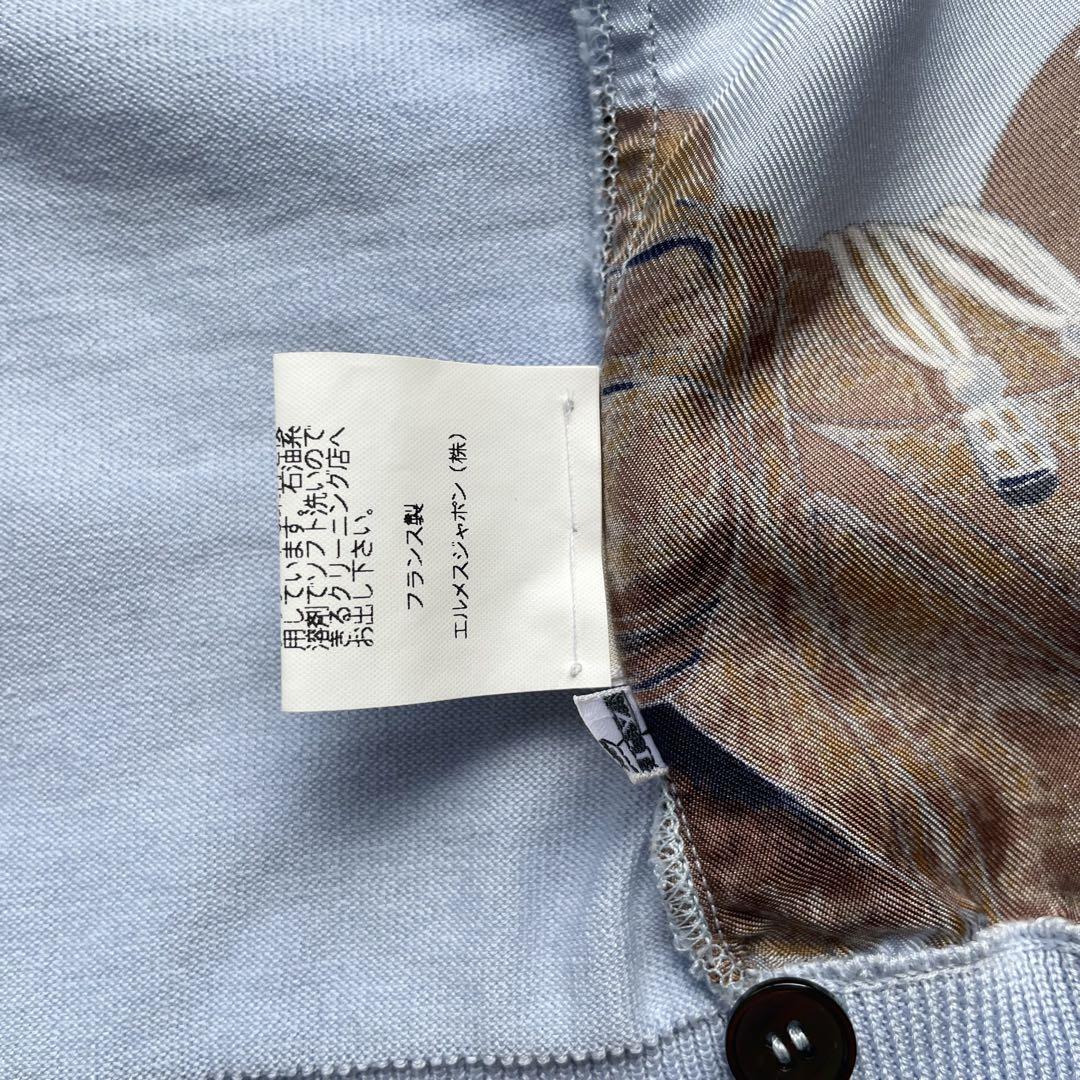 用しています。石油系
溶剤でソフト洗いので
きるクリーニング店へ
お出し下さい。
フランス製
エルメスジャポン（株）